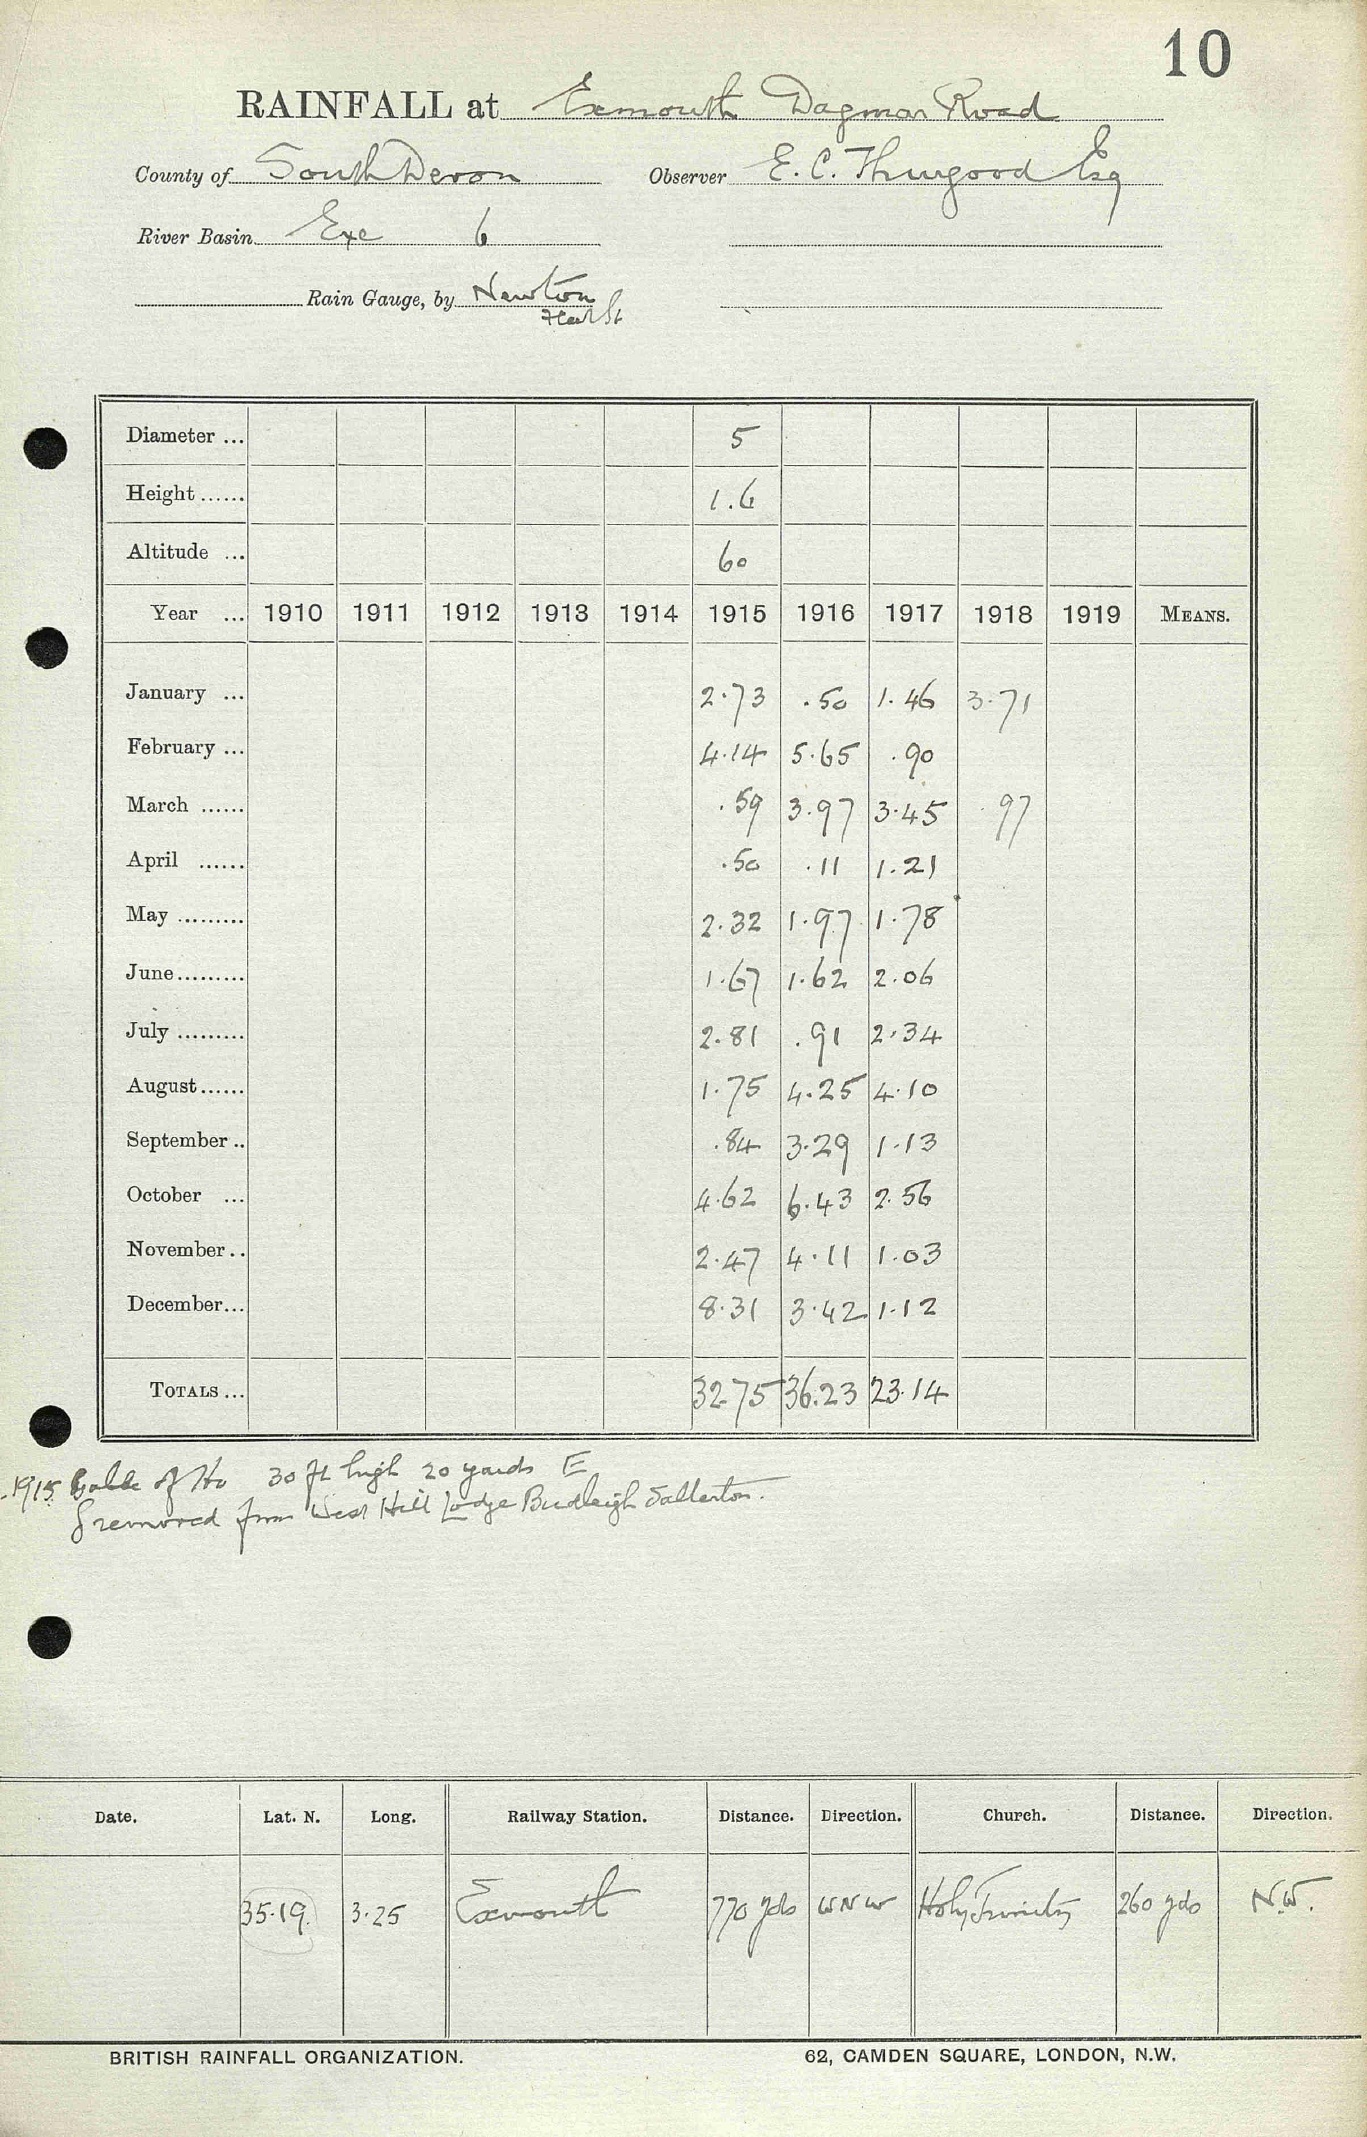 10
RAINFALL at Exmouth Dagmar Road
County of South Devon Observer E. C. Thurgood Esq
River Basin Exe 6
Rain Gauge, by Newton
Fleet St
Diameter ... 5
Height ...... 1.6
Altitude ... 60
Year ... 1910 1911 1912 1913 1914 1915 1916 1917 1918 1919 MEANS.
January ... 2.73 .50 1.46 3.71
February ... 4.14 5.65 .90
March ...... .59 3.97 3.45 .97
April ...... .50 .11 1.21
May ......... 2.32 1.97 1.78
June ......... 1.67 1.62 2.06
July ......... 2.81 .91 2.34
August ...... 1.75 4.25 4.10
September .. .84 3.29 1.13
October ... 4.62 6.43 2.56
November .. 2.47 4.11 1.03
December ... 8.31 3.42 1.12
TOTALS ... 32.75 36.23 23.14
1915 Gable of Ho 30 ft high 20 yards E
removed from West Hill Lodge Budleigh Salterton.
Date. Lat. N. Long. Railway Station. Distance. Direction. Church. Distance. Direction.
35.19. 3.25 Exmouth 770 yds WNW Holy Trinity 260 yds N.W.
BRITISH RAINFALL ORGANIZATION. 62, CAMDEN SQUARE, LONDON, N.W.